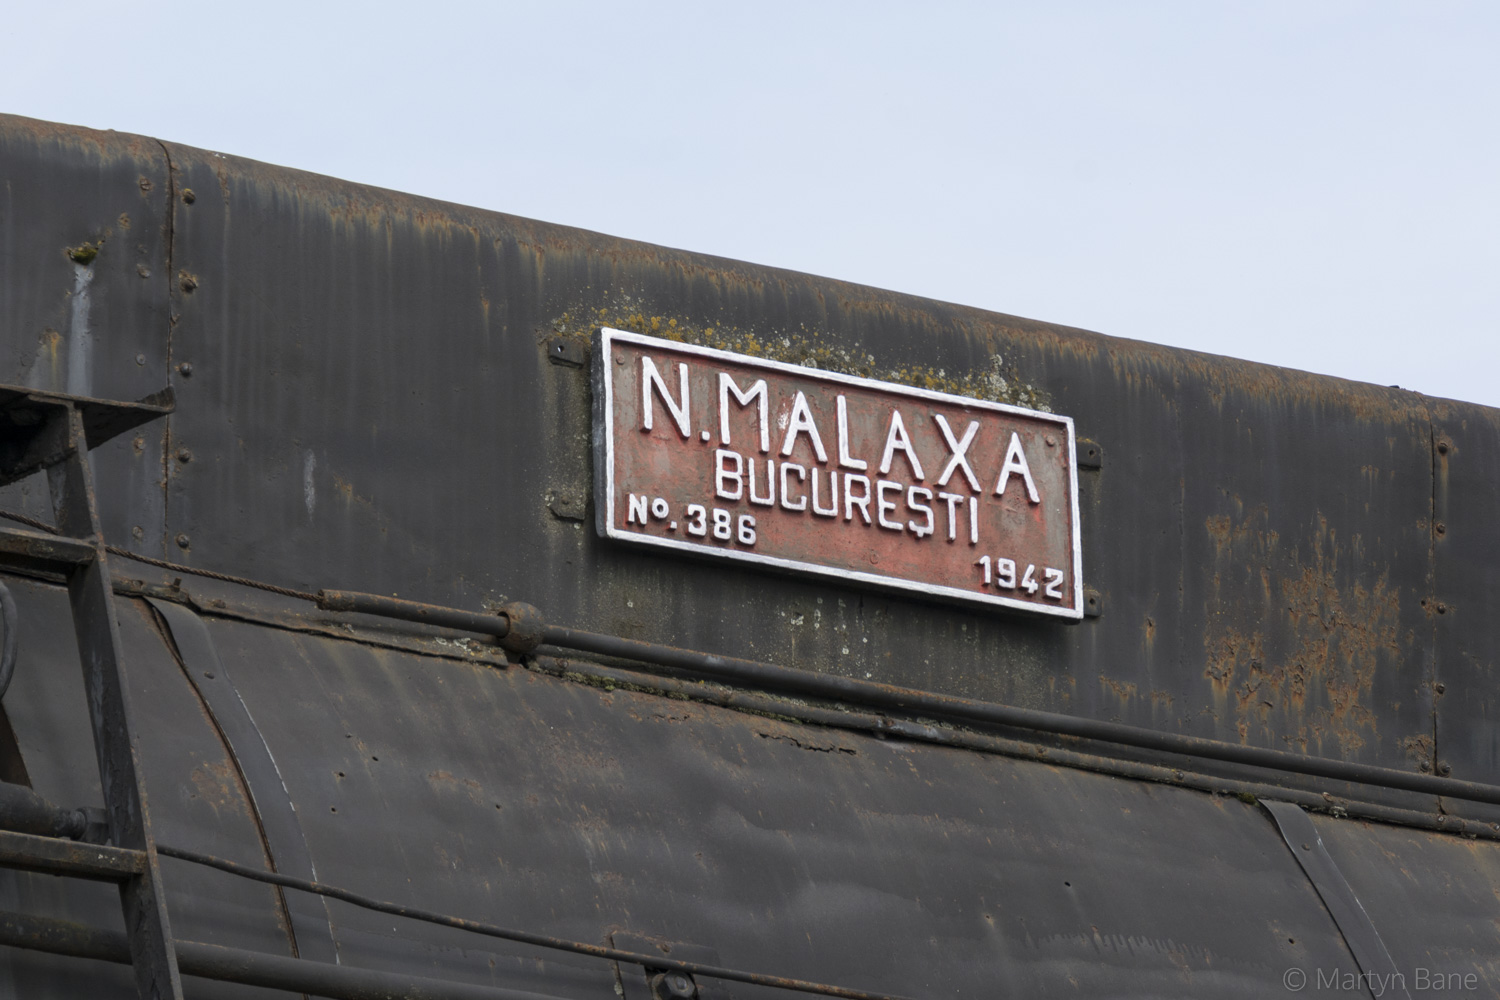 N. MALAXA
BUCUREȘTI
No. 386
1942
© Martyn Bane